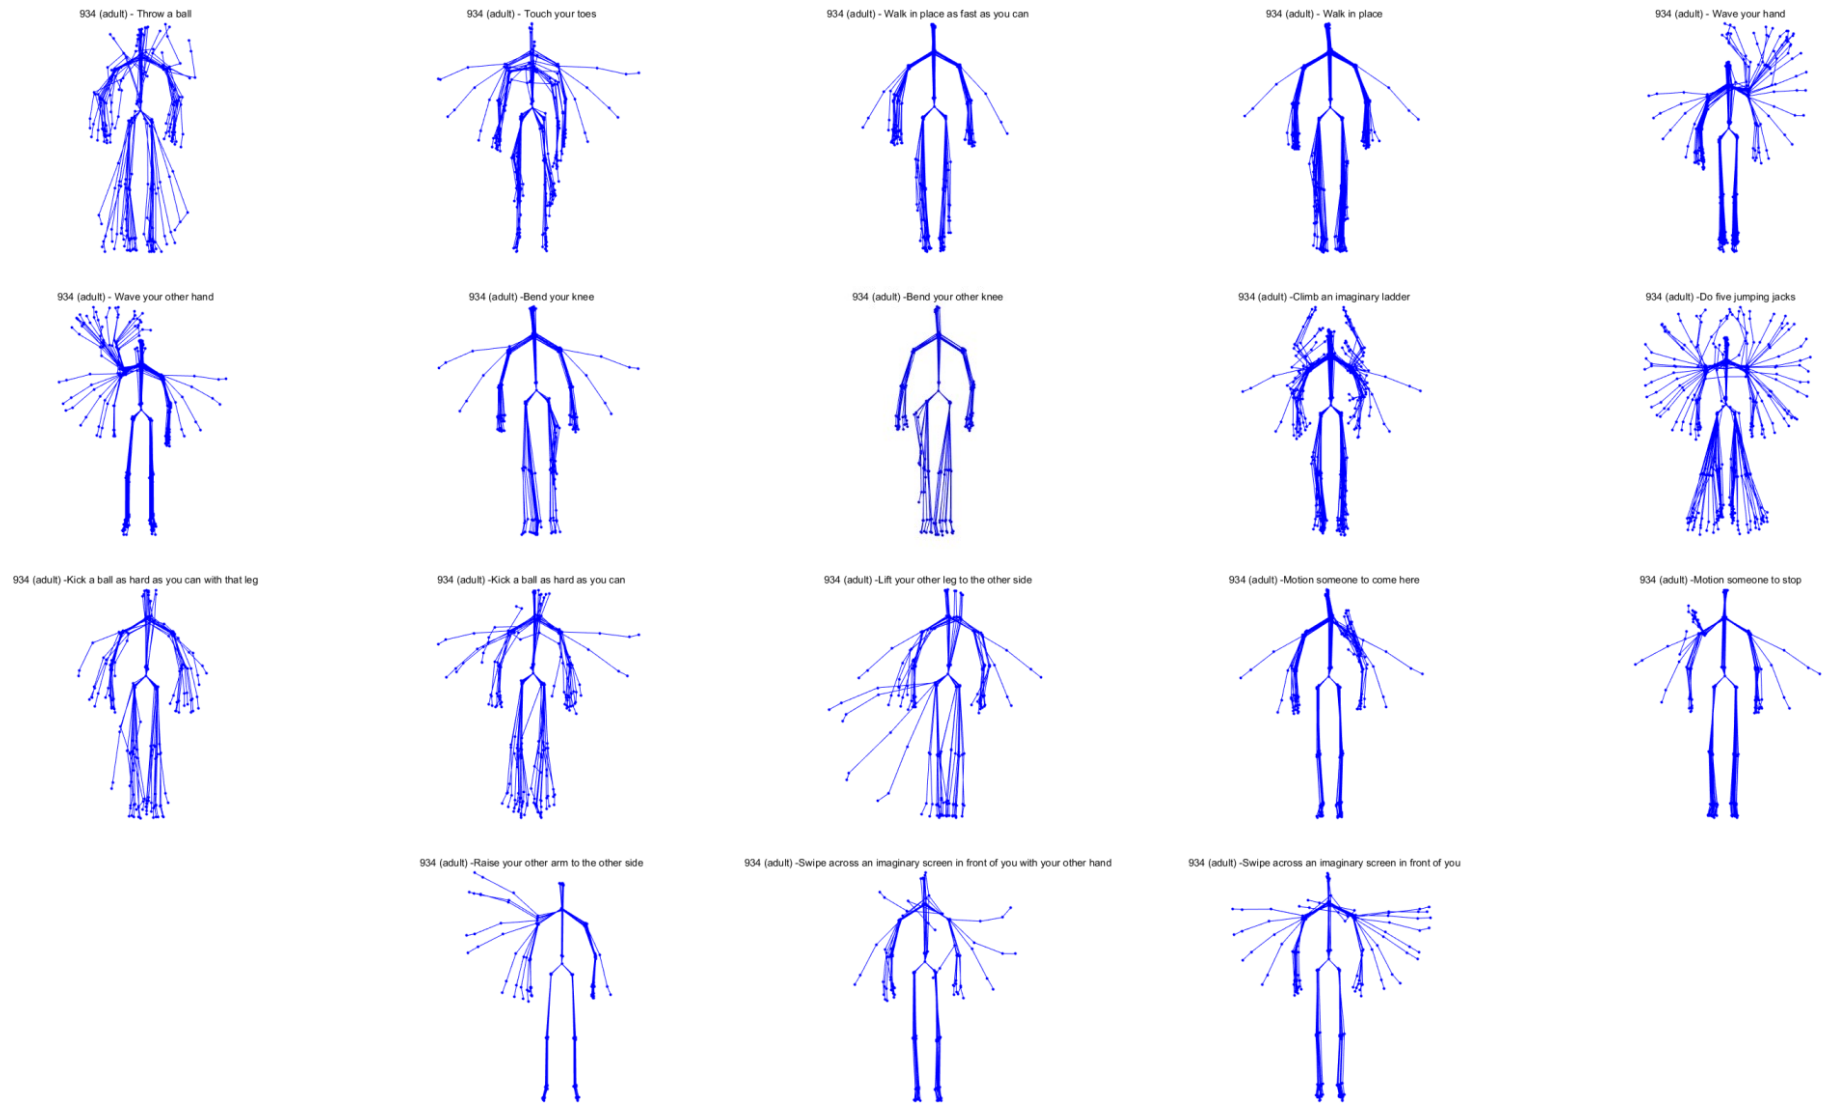 934 (adult) - Throw a ball
934 (adult) - Touch your toes
934 (adult) - Walk in place as fast as you can
934 (adult) - Walk in place
934 (adult) - Wave your hand
934 (adult) - Wave your other hand
934 (adult) -Bend your knee
934 (adult) -Bend your other knee
934 (adult) -Climb an imaginary ladder
934 (adult) -Do five jumping jacks
934 (adult) -Kick a ball as hard as you can with that leg
934 (adult) -Kick a ball as hard as you can
934 (adult) -Lift your other leg to the other side
934 (adult) -Motion someone to come here
934 (adult) -Motion someone to stop
934 (adult) -Raise your other arm to the other side
934 (adult) -Swipe across an imaginary screen in front of you with your other hand
934 (adult) -Swipe across an imaginary screen in front of you